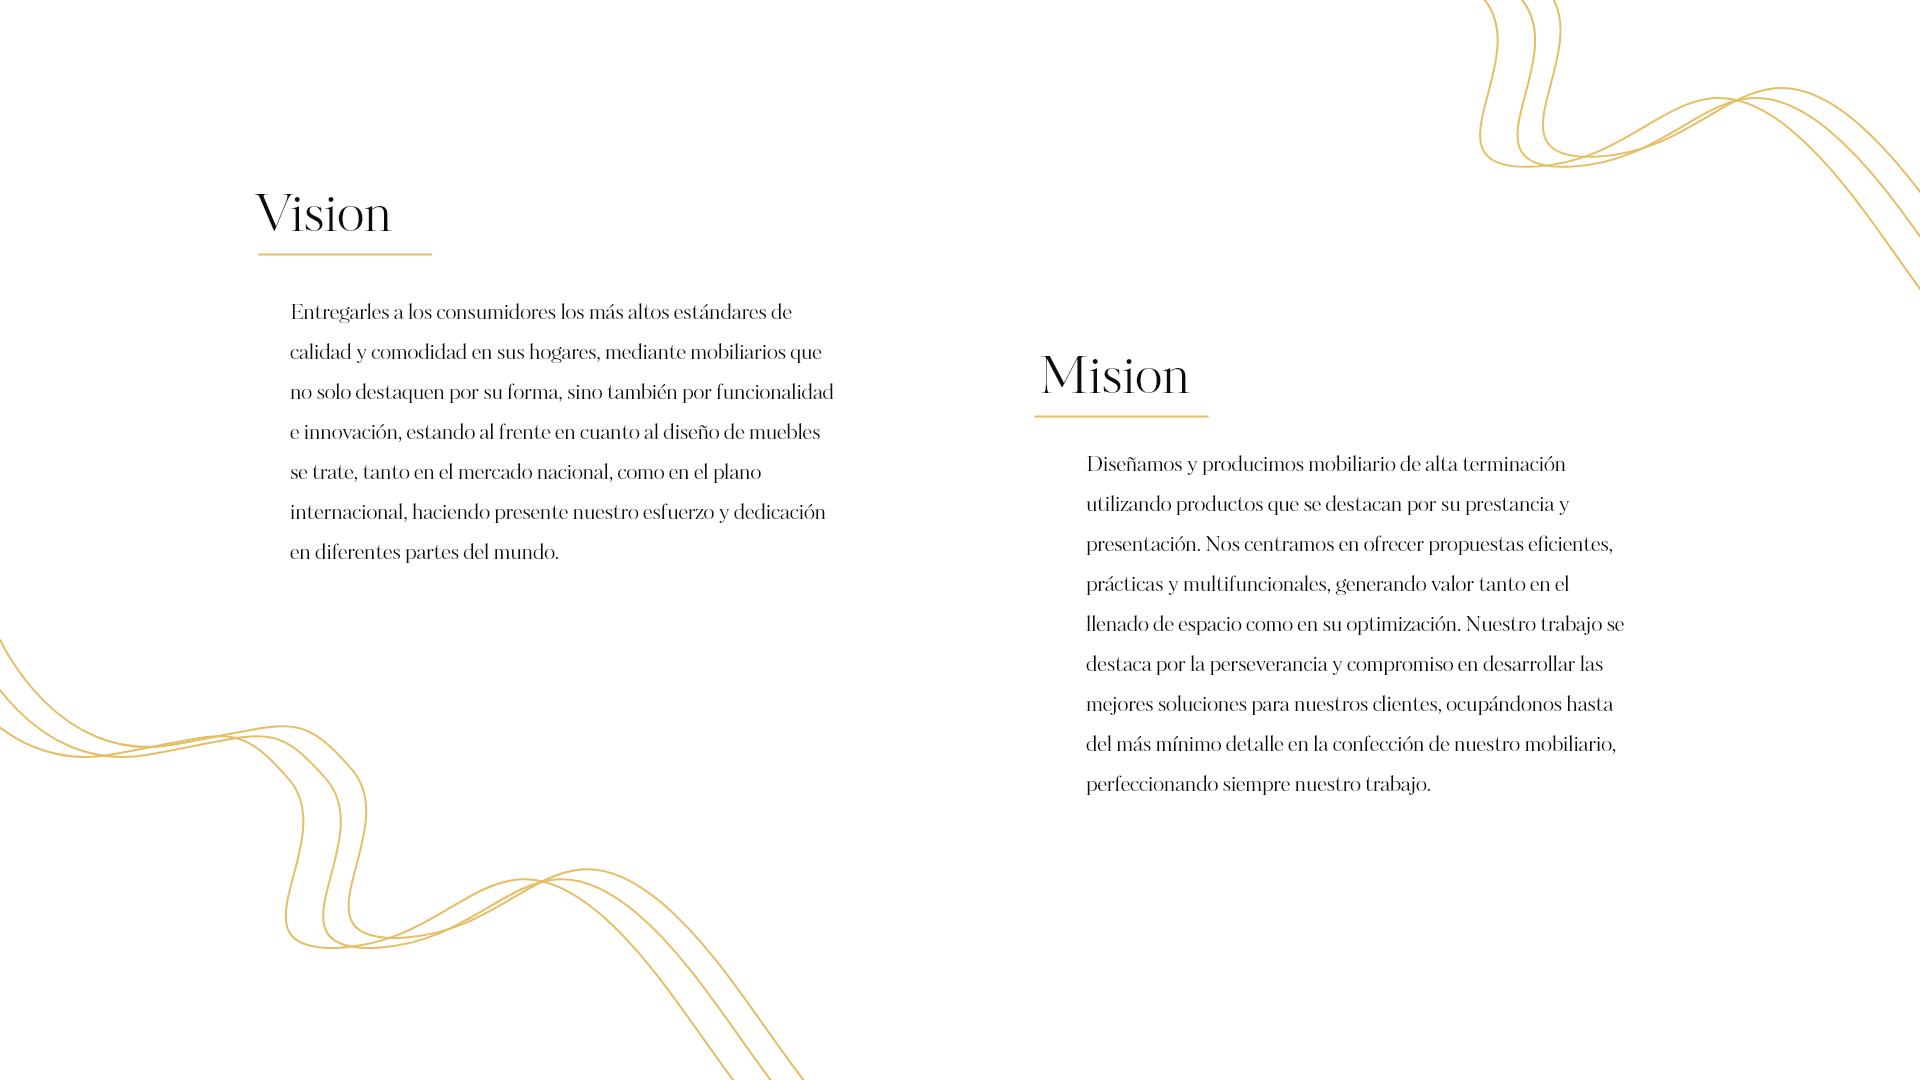 Vision
Entregarles a los consumidores los más altos estándares de
calidad y comodidad en sus hogares, mediante mobiliarios que
no solo destaquen por su forma, sino también por funcionalidad
e innovación, estando al frente en cuanto al diseño de muebles
se trate, tanto en el mercado nacional, como en el plano
internacional, haciendo presente nuestro esfuerzo y dedicación
en diferentes partes del mundo.
Mision
Diseñamos y producimos mobiliario de alta terminación
utilizando productos que se destacan por su prestancia y
presentación. Nos centramos en ofrecer propuestas eficientes,
prácticas y multifuncionales, generando valor tanto en el
llenado de espacio como en su optimización. Nuestro trabajo se
destaca por la perseverancia y compromiso en desarrollar las
mejores soluciones para nuestros clientes, ocupándonos hasta
del más mínimo detalle en la confección de nuestro mobiliario,
perfeccionando siempre nuestro trabajo.